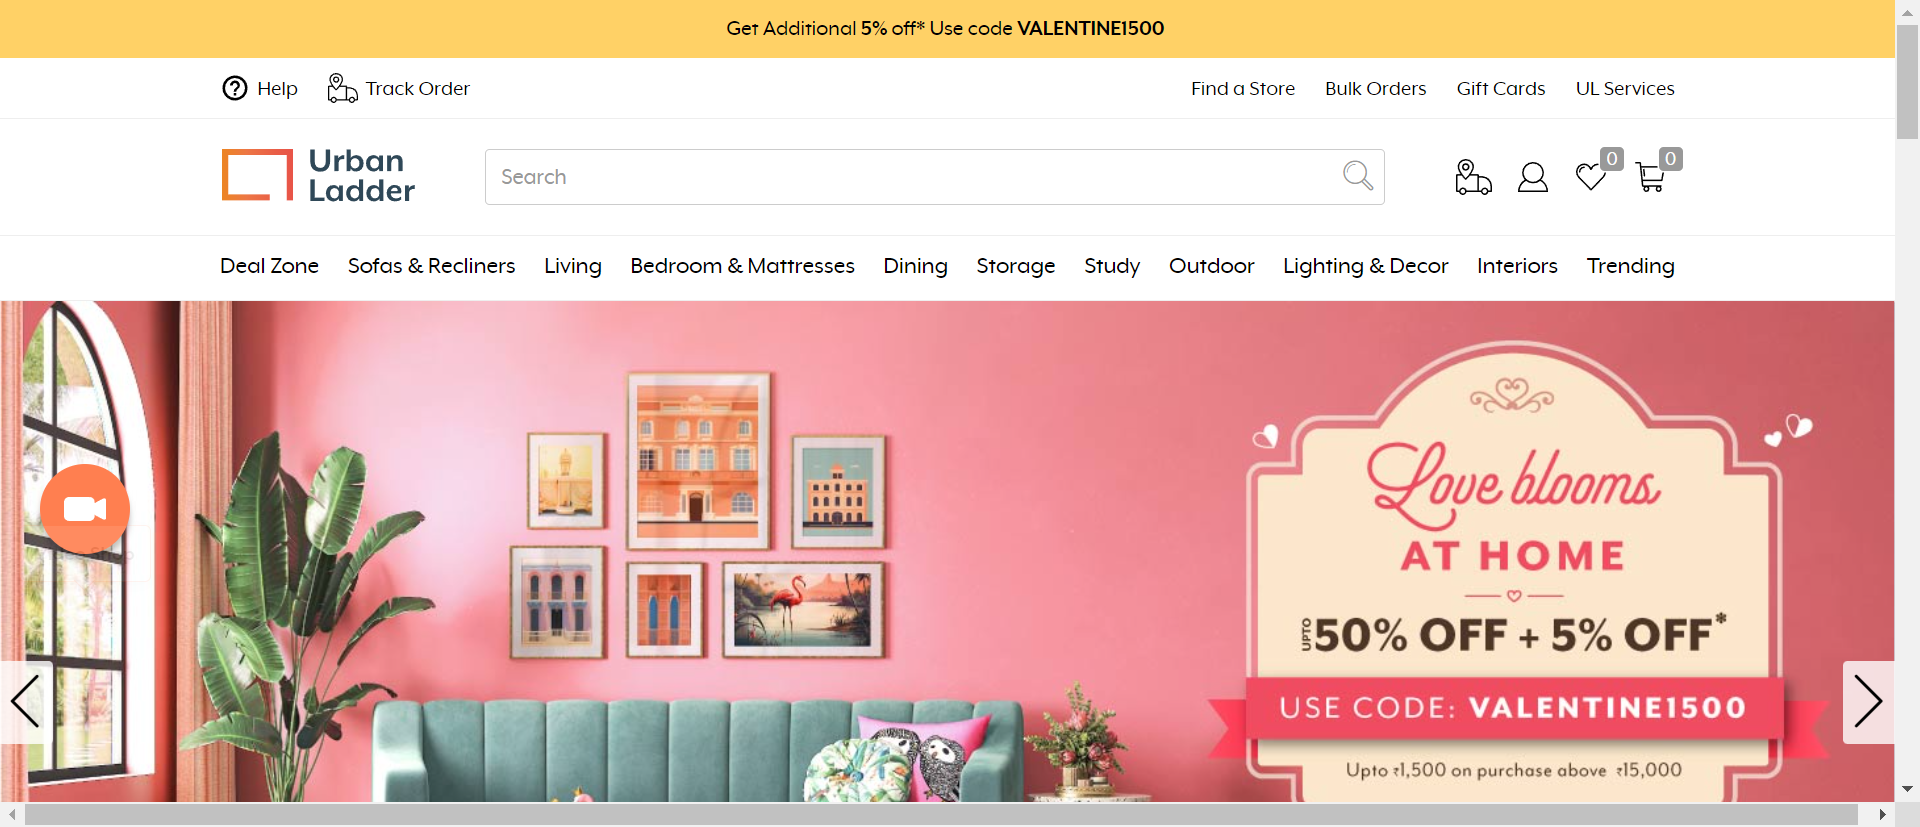 Get Additional 5% off* Use code VALENTINE1500
Help
Track Order
Find a Store
Bulk Orders
Gift Cards
UL Services
Urban
Ladder
Search
0
0
Deal Zone
Sofas & Recliners
Living
Bedroom & Mattresses
Dining
Storage
Study
Outdoor
Lighting & Decor
Interiors
Trending
Love blooms
AT HOME
UPTO 50% OFF + 5% OFF*
USE CODE: VALENTINE1500
Upto ₹1,500 on purchase above ₹15,000